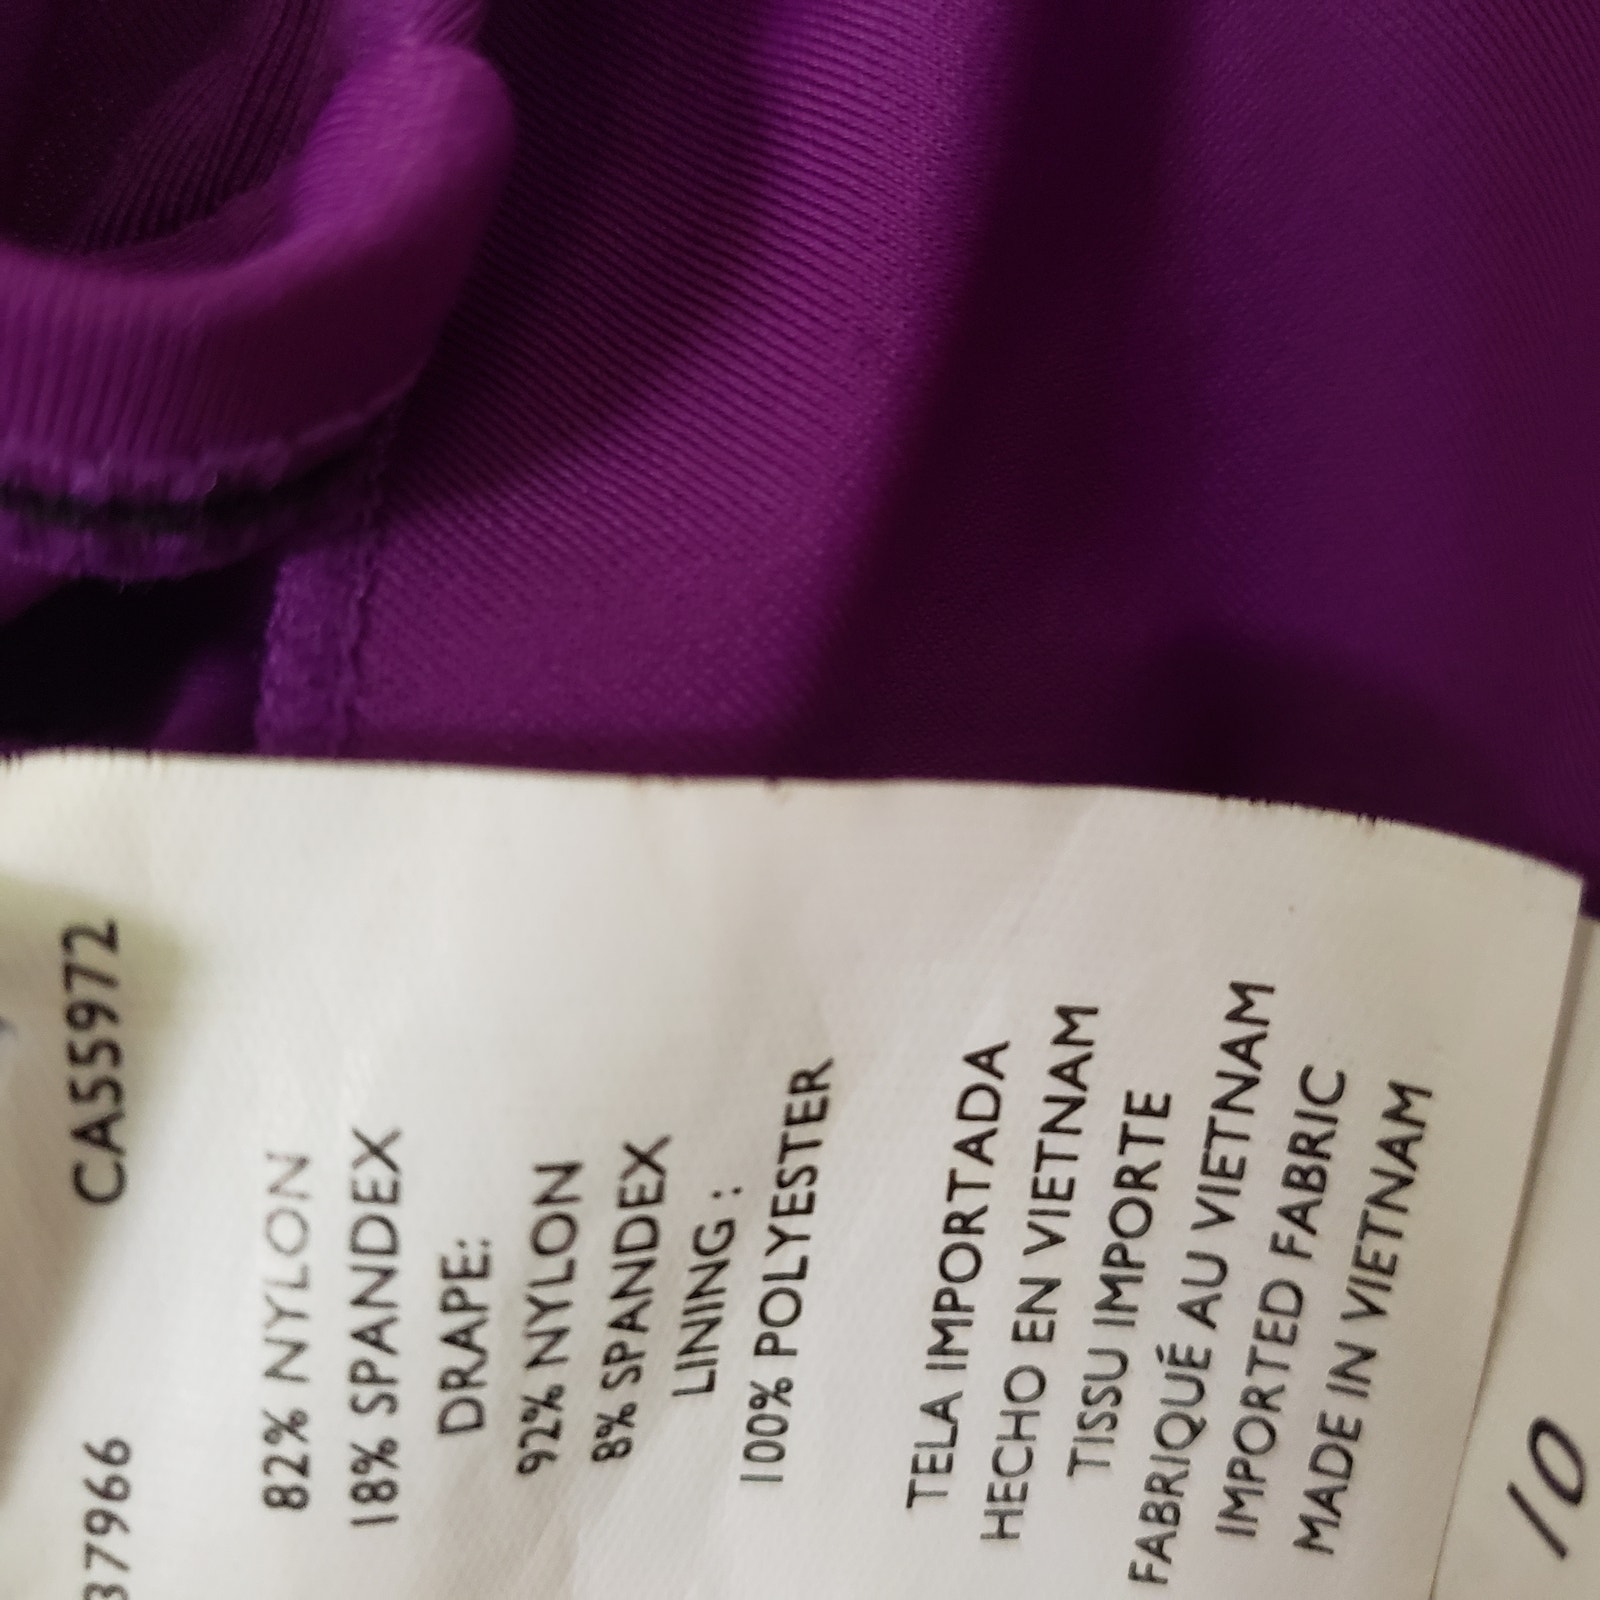 37966 CA55972
82% NYLON
18% SPANDEX
DRAPE:
92% NYLON
8% SPANDEX
LINING :
100% POLYESTER
TELA IMPORTADA
HECHO EN VIETNAM
TISSU IMPORTE
FABRIQUÉ AU VIETNAM
IMPORTED FABRIC
MADE IN VIETNAM
10